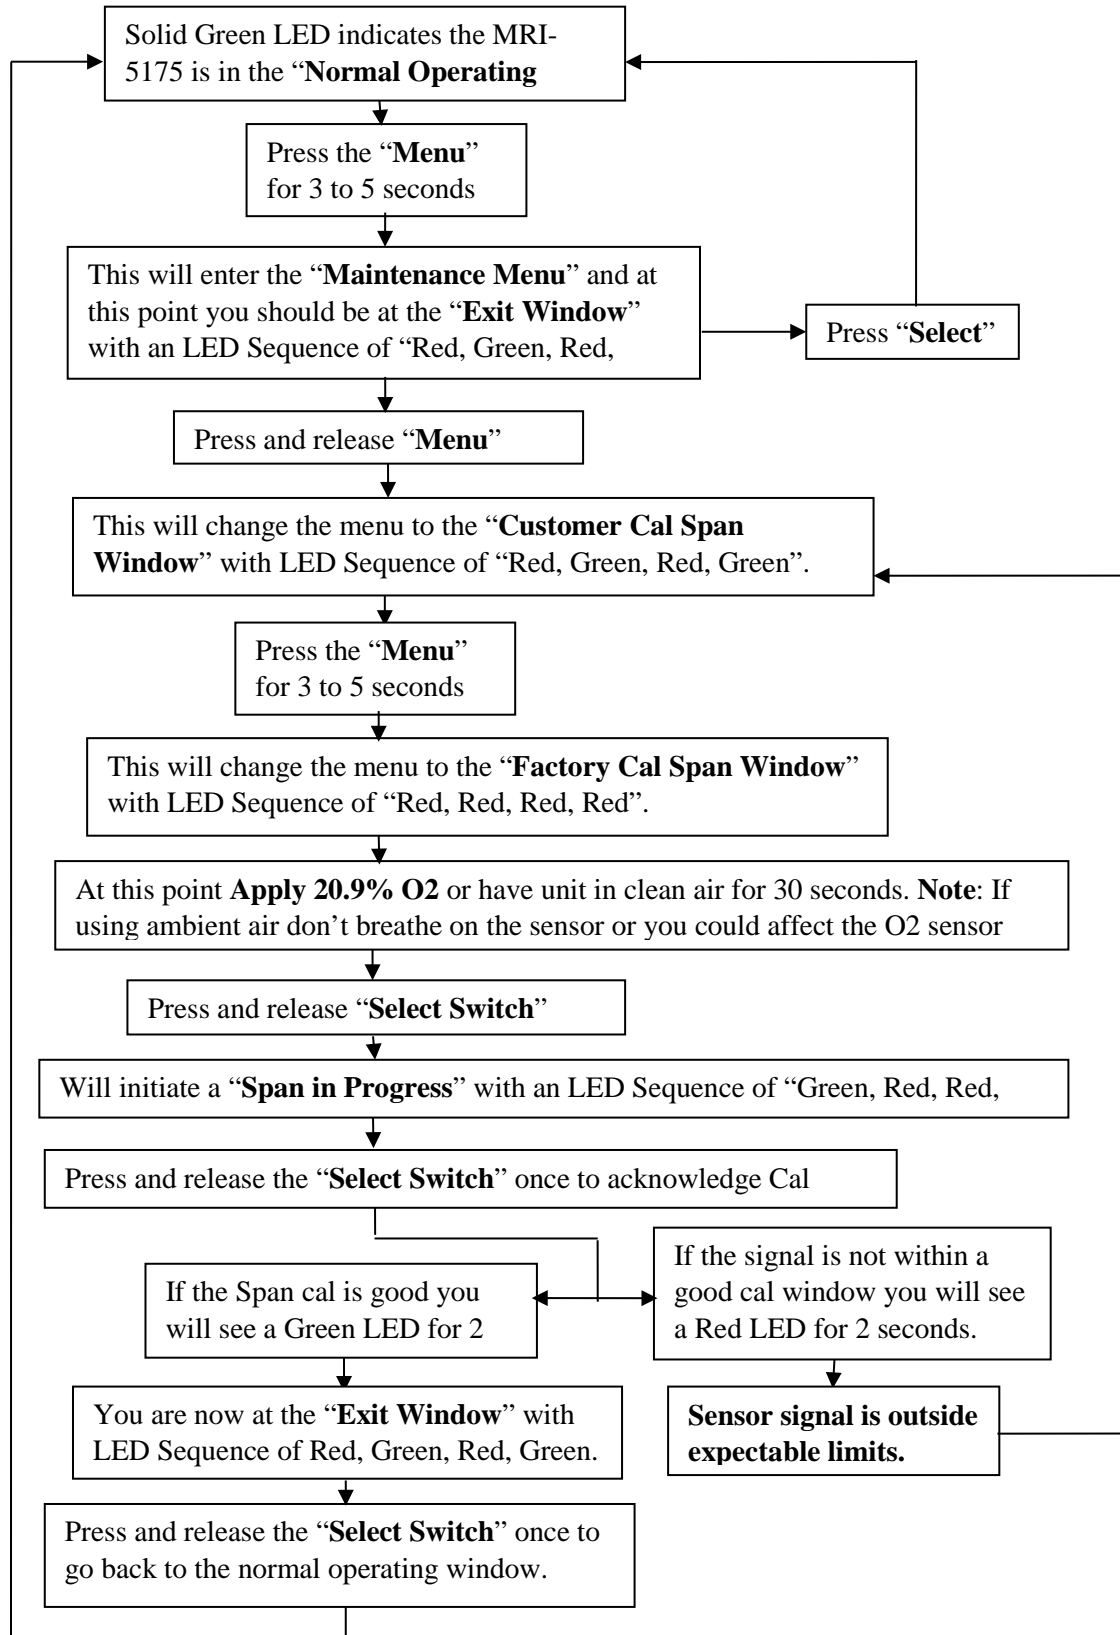 Solid Green LED indicates the MRI-
5175 is in the “Normal Operating
Press the “Menu”
for 3 to 5 seconds
This will enter the “Maintenance Menu” and at
this point you should be at the “Exit Window”
with an LED Sequence of “Red, Green, Red,
Press “Select”
Press and release “Menu”
This will change the menu to the “Customer Cal Span
Window” with LED Sequence of “Red, Green, Red, Green”.
Press the “Menu”
for 3 to 5 seconds
This will change the menu to the “Factory Cal Span Window”
with LED Sequence of “Red, Red, Red, Red”.
At this point Apply 20.9% O2 or have unit in clean air for 30 seconds. Note: If
using ambient air don’t breathe on the sensor or you could affect the O2 sensor
Press and release “Select Switch”
Will initiate a “Span in Progress” with an LED Sequence of “Green, Red, Red,
Press and release the “Select Switch” once to acknowledge Cal
If the Span cal is good you
will see a Green LED for 2
If the signal is not within a
good cal window you will see
a Red LED for 2 seconds.
You are now at the “Exit Window” with
LED Sequence of Red, Green, Red, Green.
Sensor signal is outside
expectable limits.
Press and release the “Select Switch” once to
go back to the normal operating window.